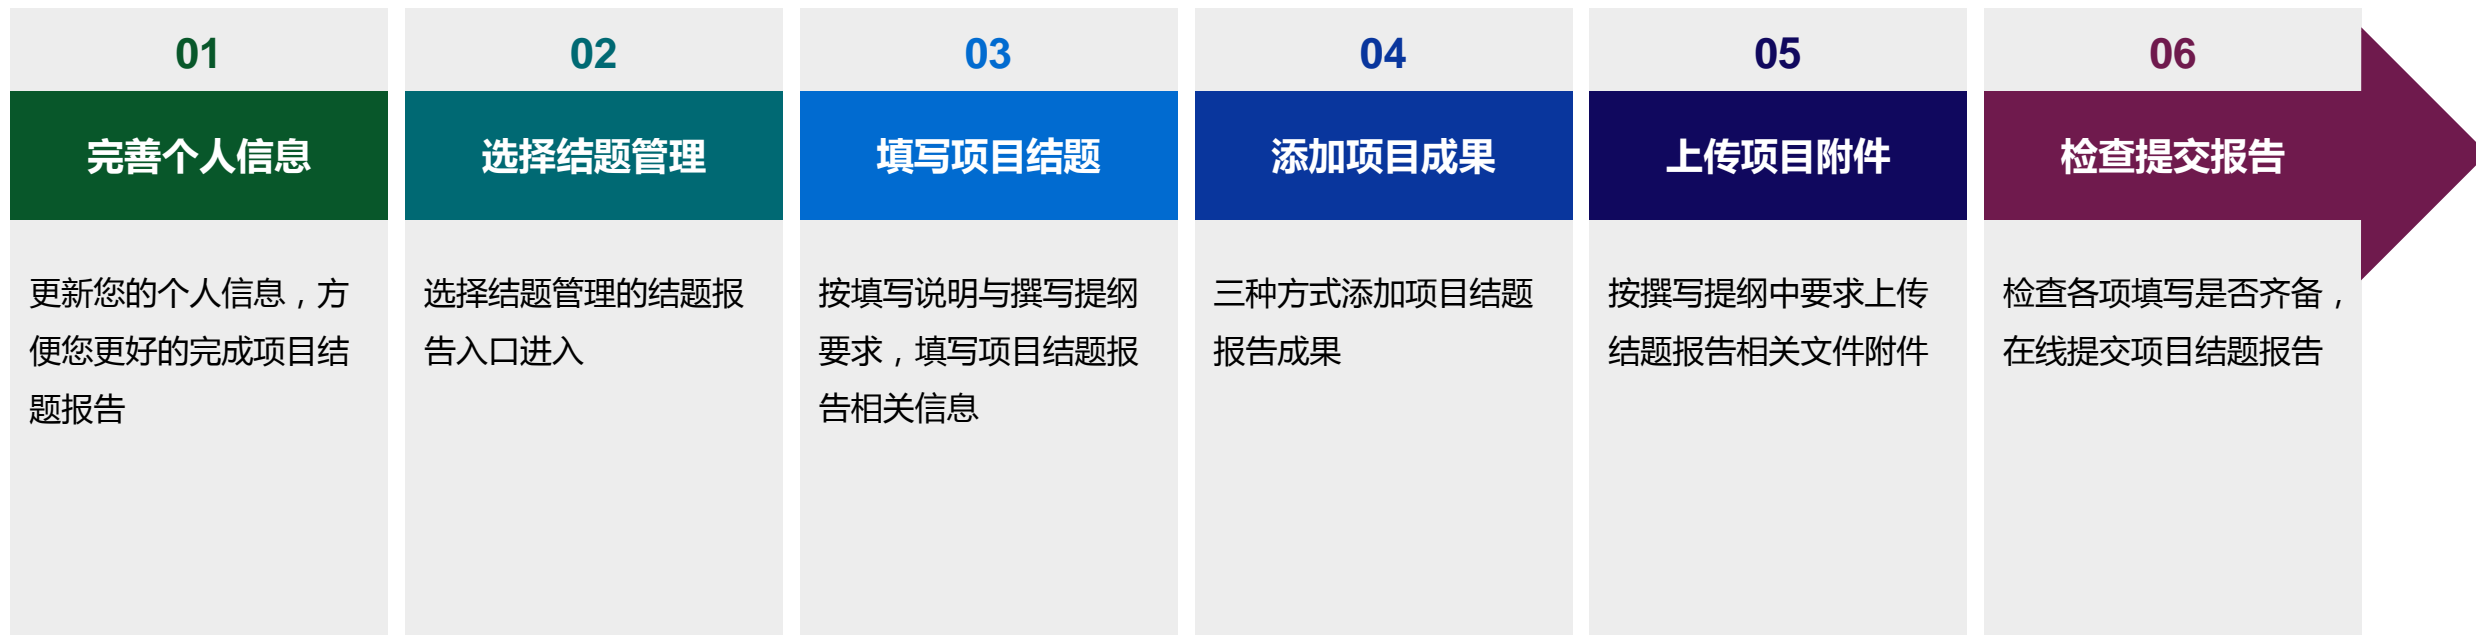 01
完善个人信息
更新您的个人信息，方
便您更好的完成项目结
题报告
02
选择结题管理
选择结题管理的结题报
告入口进入
03
填写项目结题
按填写说明与撰写提纲
要求，填写项目结题报
告相关信息
04
添加项目成果
三种方式添加项目结题
报告成果
05
上传项目附件
按撰写提纲中要求上传
结题报告相关文件附件
06
检查提交报告
检查各项填写是否齐备，
在线提交项目结题报告